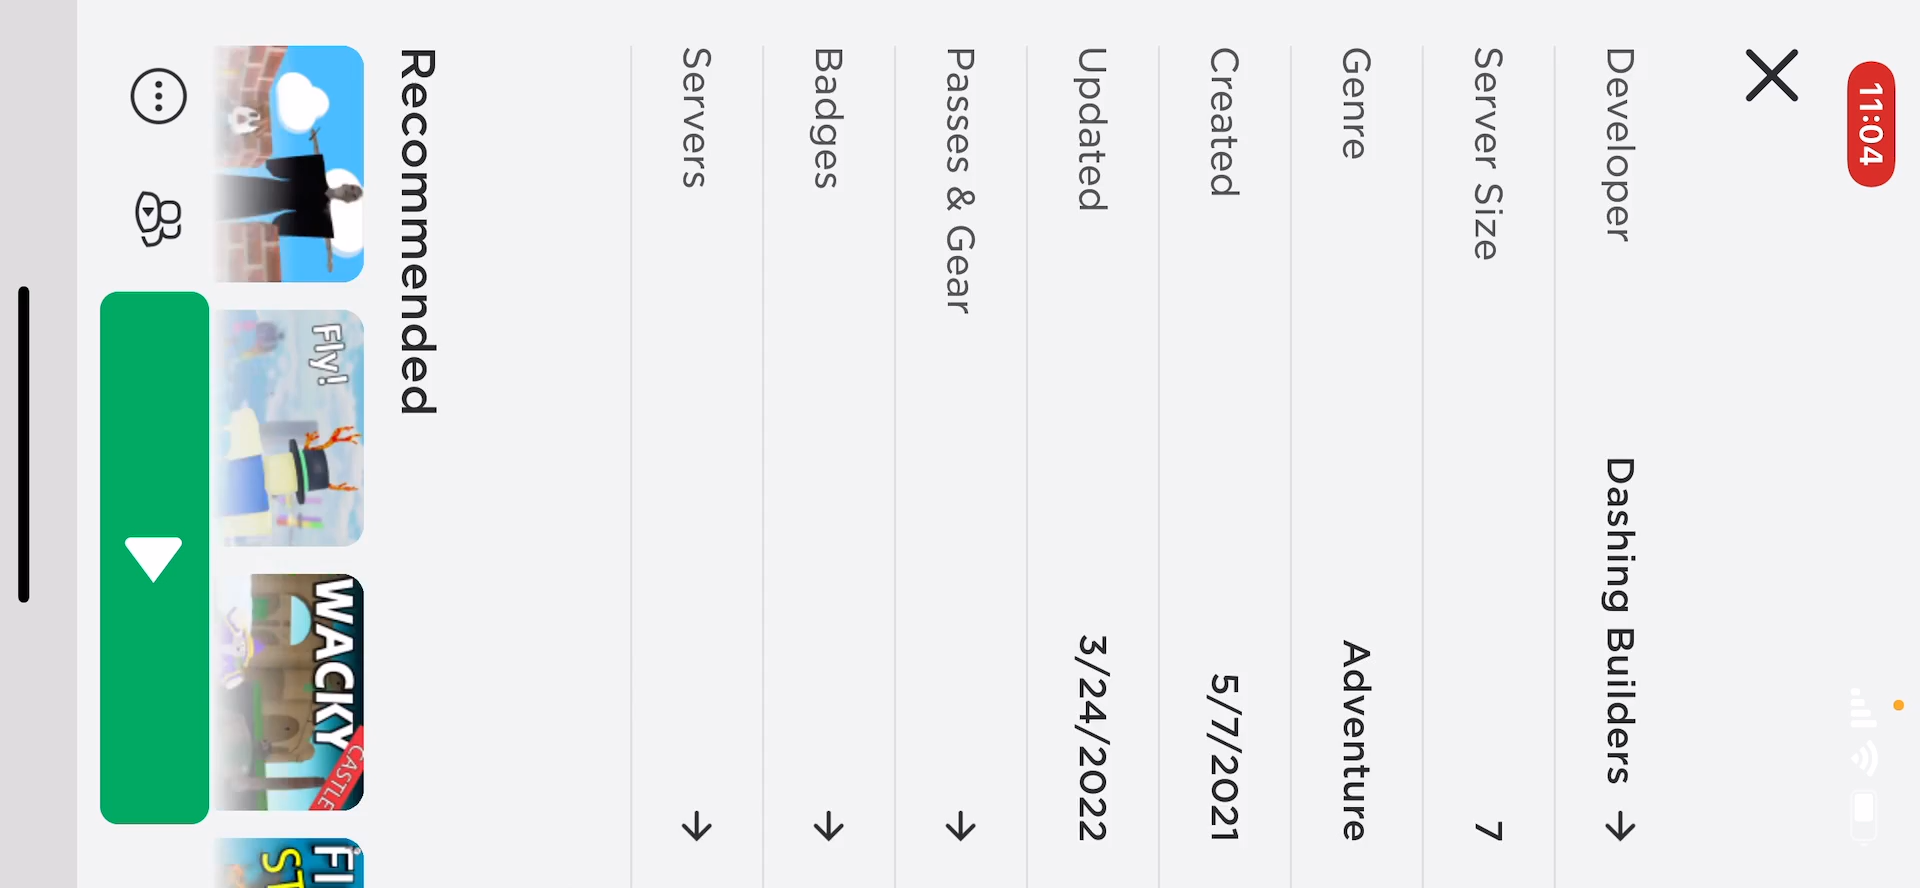 11:04
Developer Dashing Builders
Server Size 7
Genre Adventure
Created 5/7/2021
Updated 3/24/2022
Passes & Gear
Badges
Servers
Recommended
Fly!
WACKY
CASTLE